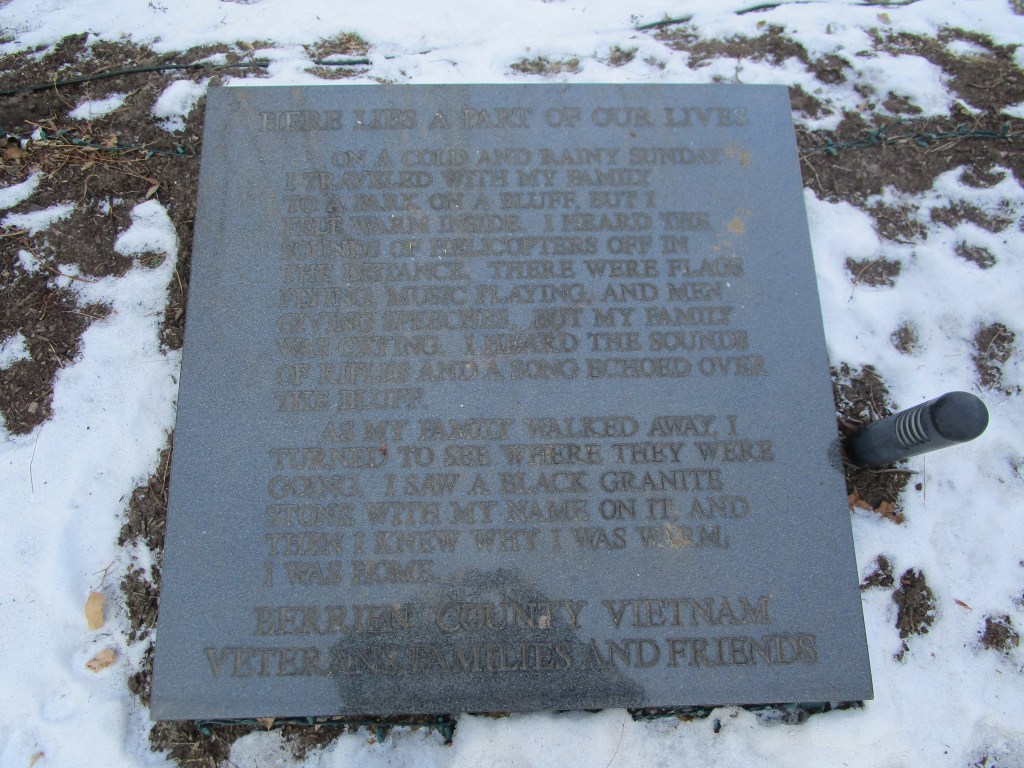 HERE LIES A PART OF OUR LIVES
ON A COLD AND RAINY SUNDAY
I TRAVELED WITH MY FAMILY
TO A PARK ON A BLUFF, BUT I
FELT WARM INSIDE. I HEARD THE
SOUNDS OF HELICOPTERS OFF IN
THE DISTANCE. THERE WERE FLAGS
FLYING, MUSIC PLAYING, AND MEN
GIVING SPEECHES, BUT MY FAMILY
WAS CRYING. I HEARD THE SOUNDS
OF RIFLES AND A SONG ECHOED OVER
THE BLUFF.
AS MY FAMILY WALKED AWAY, I
TURNED TO SEE WHERE THEY WERE
GOING. I SAW A BLACK GRANITE
STONE WITH MY NAME ON IT, AND
THEN I KNEW WHY I WAS WARM,
I WAS HOME.
BERRIEN COUNTY VIETNAM
VETERANS FAMILIES AND FRIENDS